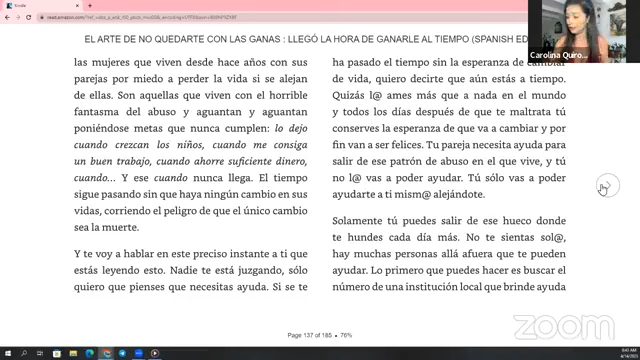 Kindle
EL ARTE DE NO QUEDARTE CON LAS GANAS : LLEGÓ LA HORA DE GANARLE AL TIEMPO (SPANISH ED
Carolina Quiro...
las mujeres que viven desde hace años con sus
parejas por miedo a perder la vida si se alejan
de ellas. Son aquellas que viven con el horrible
fantasma del abuso y aguantan y aguantan
poniéndose metas que nunca cumplen: lo dejo
cuando crezcan los niños, cuando me consiga
un buen trabajo, cuando ahorre suficiente dinero,
cuando... Y ese cuando nunca llega. El tiempo
sigue pasando sin que haya ningún cambio en sus
vidas, corriendo el peligro de que el único cambio
sea la muerte.
Y te voy a hablar en este preciso instante a ti que
estás leyendo esto. Nadie te está juzgando, sólo
quiero que pienses que necesitas ayuda. Si se te
ha pasado el tiempo sin la esperanza de cambiar
de vida, quiero decirte que aún estás a tiempo.
Quizás l@ ames más que a nada en el mundo
y todos los días después de que te maltrata tú
conserves la esperanza de que va a cambiar y por
fin van a ser felices. Tu pareja necesita ayuda para
salir de ese patrón de abuso en el que vive, y tú
no l@ vas a poder ayudar. Tú sólo vas a poder
ayudarte a ti mism@ alejándote.
Solamente tú puedes salir de ese hueco donde
te hundes cada día más. No te sientas sol@,
hay muchas personas allá afuera que te pueden
ayudar. Lo primero que puedes hacer es buscar el
número de una institución local que brinde ayuda
Page 137 of 185 • 76%
zoom
8:43 AM